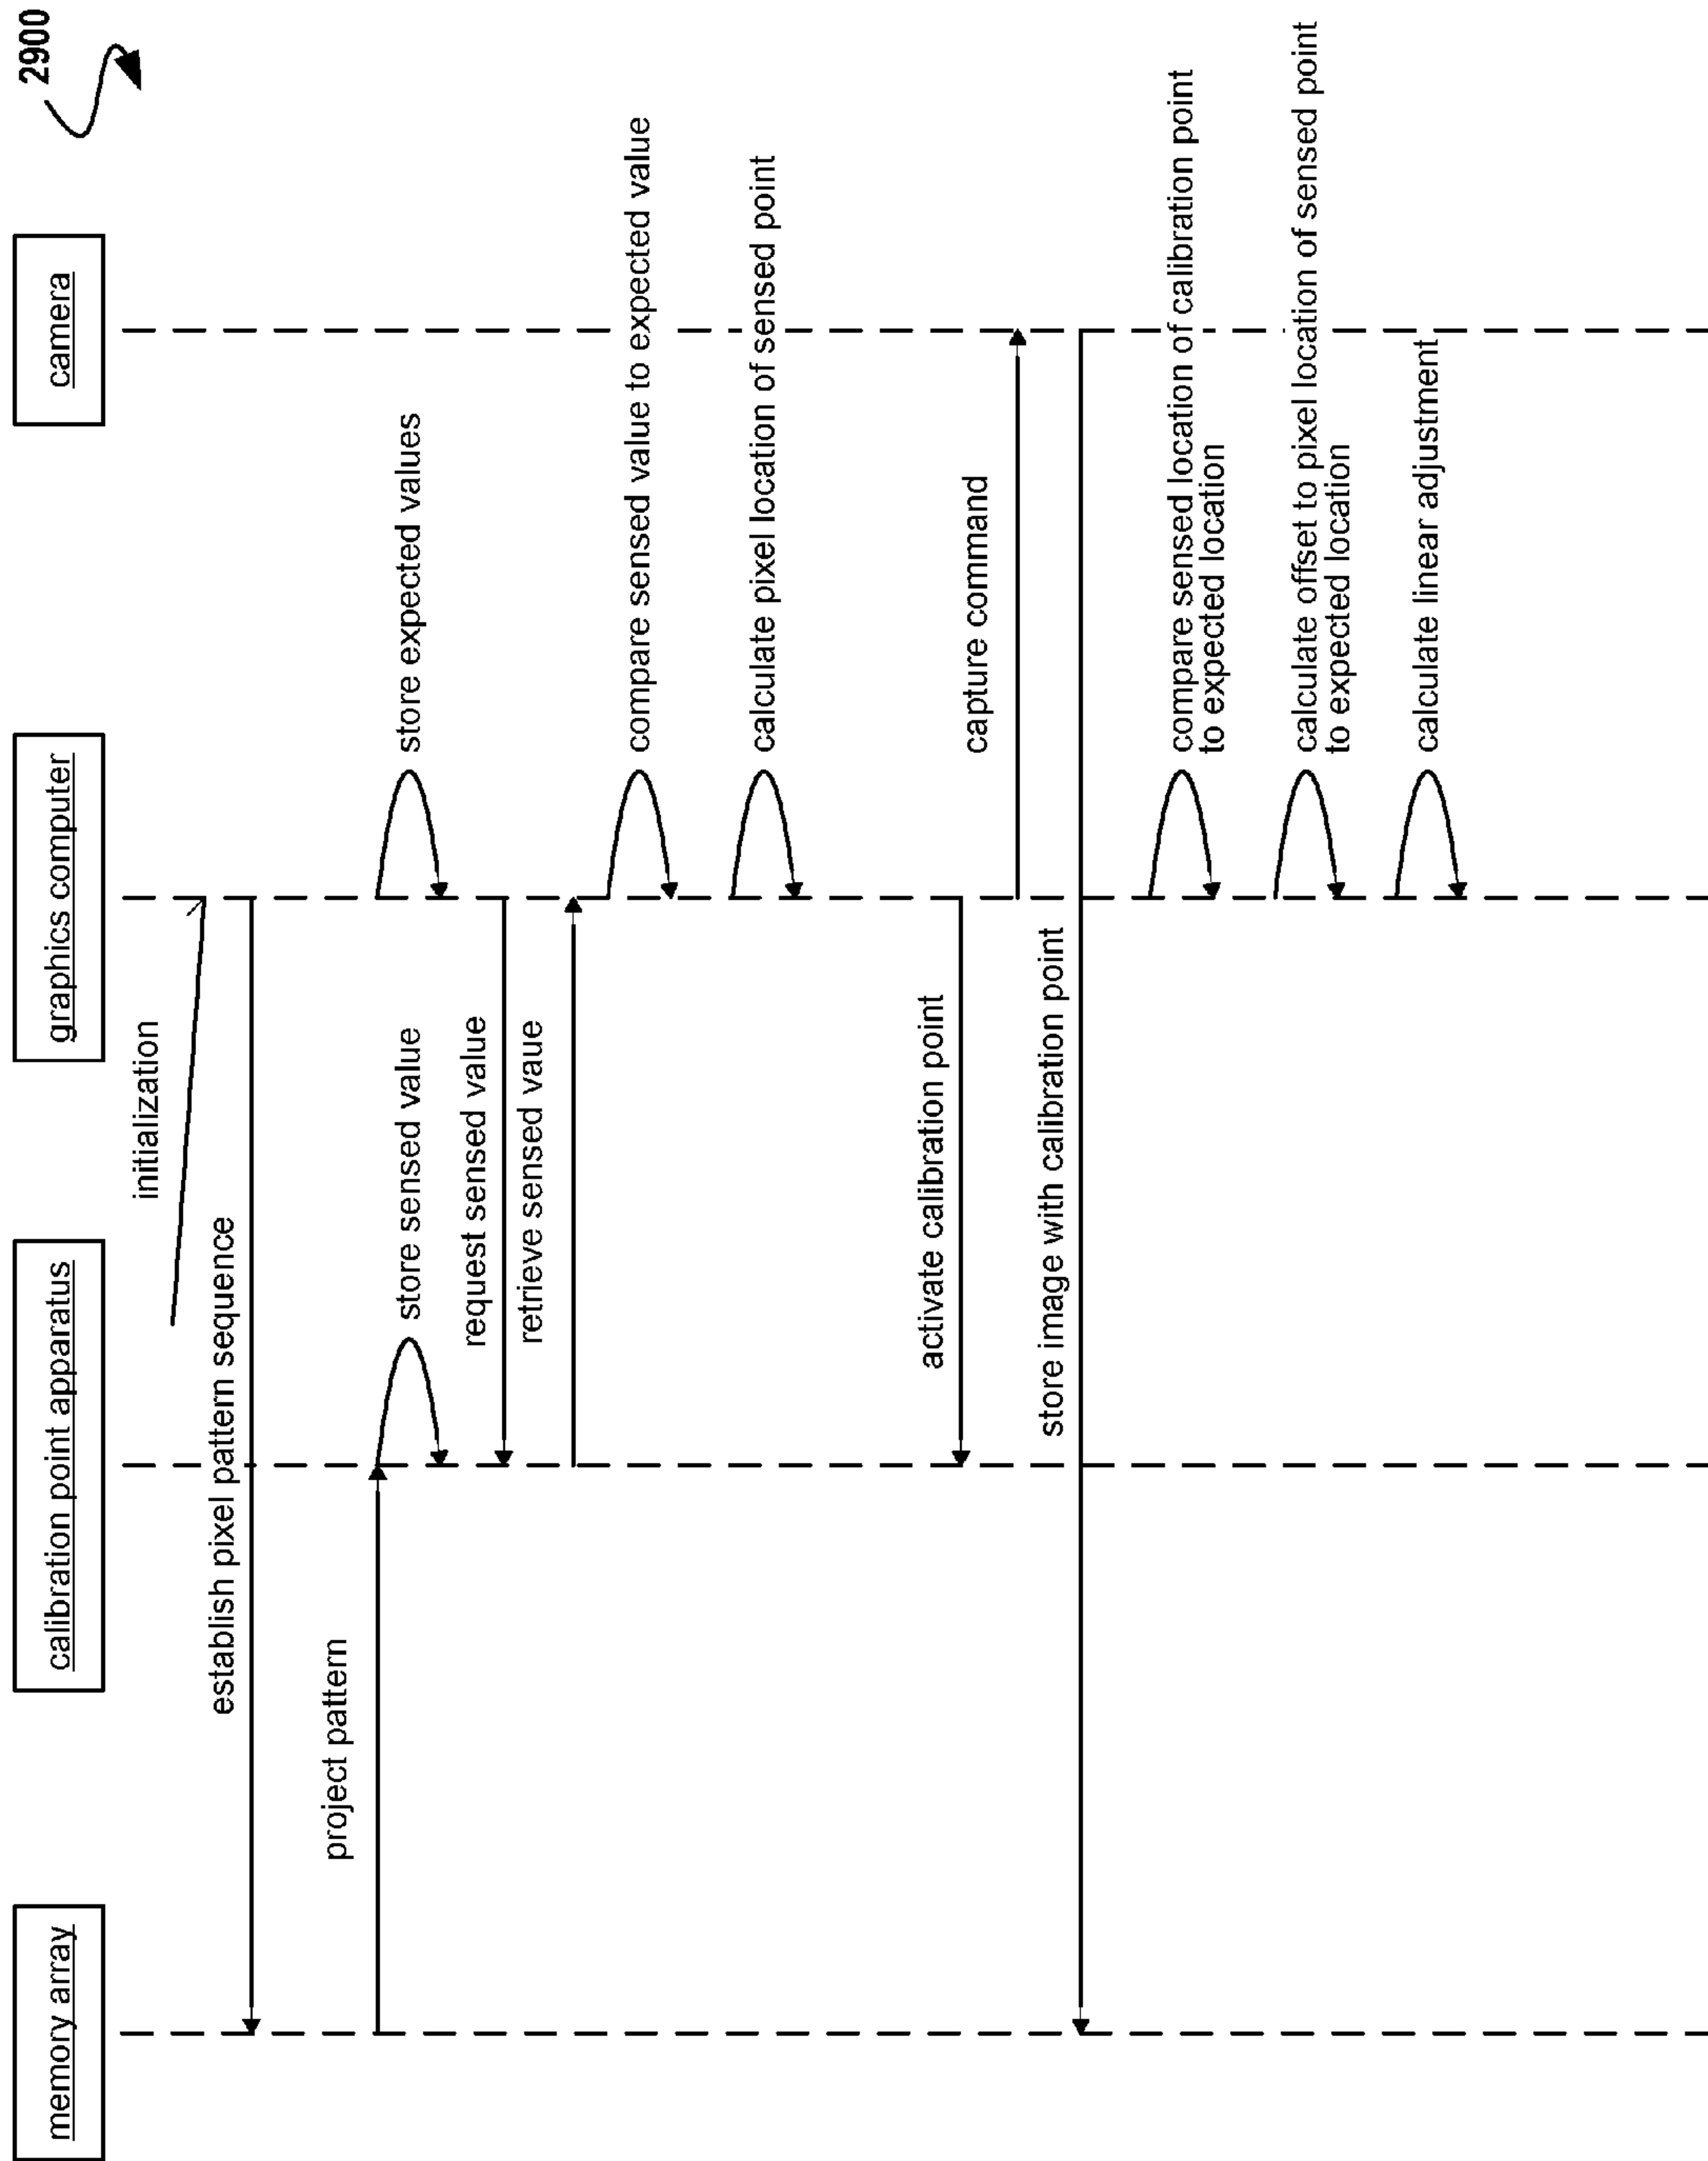 2900
memory array
calibration point apparatus
graphics computer
camera
initialization
establish pixel pattern sequence
project pattern
store sensed value
store expected values
request sensed value
retrieve sensed vaue
compare sensed value to expected value
calculate pixel location of sensed point
activate calibration point
capture command
store image with calibration point
compare sensed location of calibration point
to expected location
calculate offset to pixel location of sensed point
to expected location
calculate linear adjustment